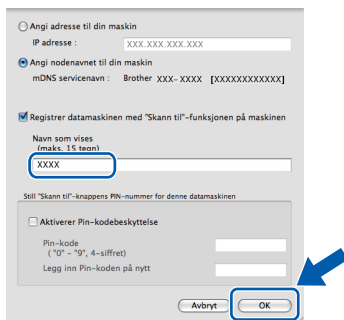 Angi adresse til din maskin
IP adresse : XXX.XXX.XXX.XXX
Angi nodenavnet til din maskin
mDNS servicenavn : Brother XXX-XXXX [XXXXXXXXXXXX]
Registrer datamaskinen med "Skann til"-funksjonen på maskinen
Navn som vises
(maks. 15 tegn)
XXXX
Still "Skann til"-knappens PIN-nummer for denne datamaskinen
Aktiverer Pin-kodebeskyttelse
Pin-kode
( "0" - "9", 4-siffret)
Legg inn Pin-koden på nytt
Avbryt OK